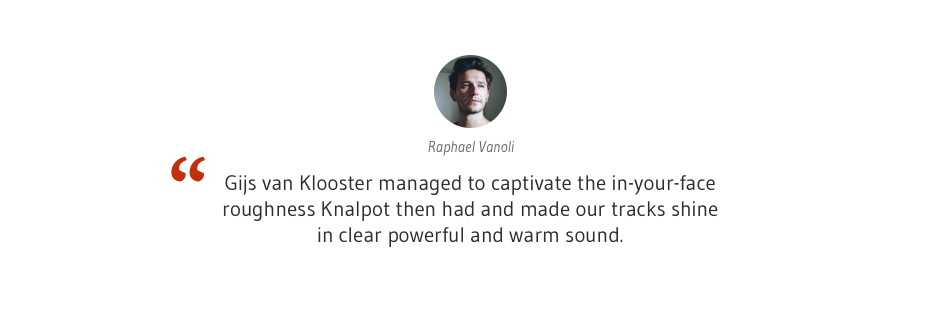 Raphael Vanoli
“ Gijs van Klooster managed to captivate the in-your-face
roughness Knalpot then had and made our tracks shine
in clear powerful and warm sound.